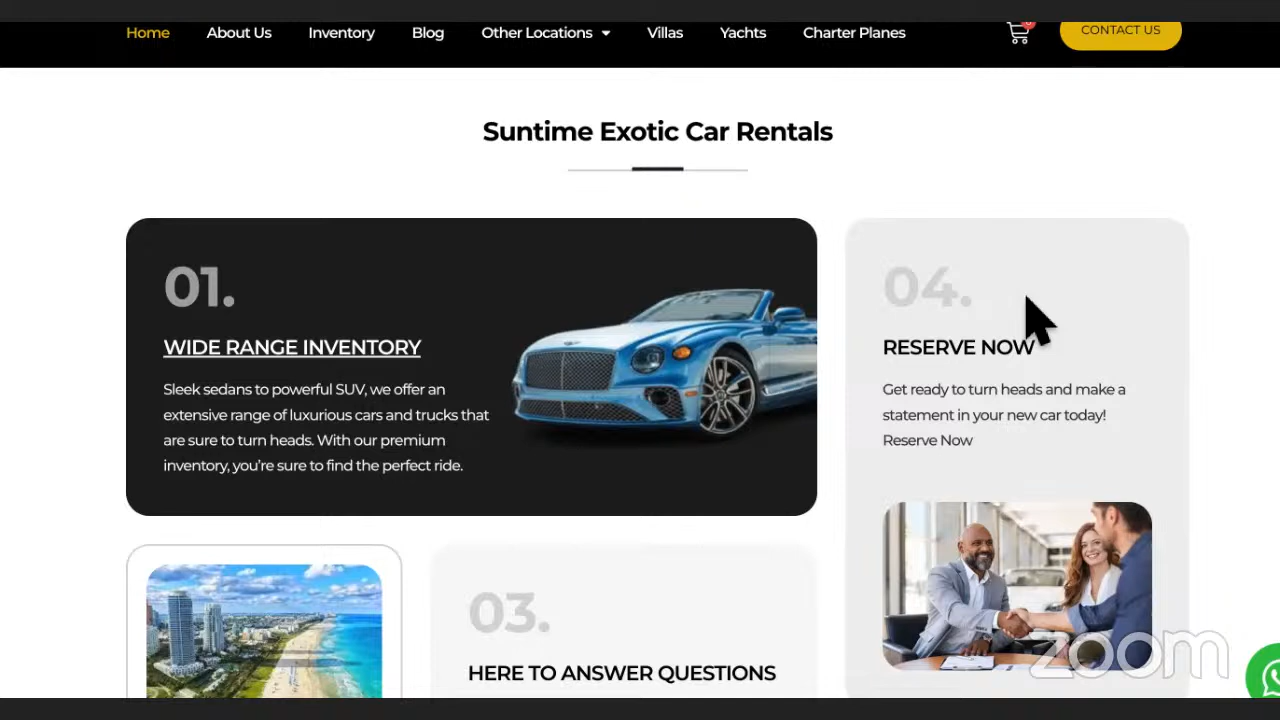 Home
About Us
Inventory
Blog
Other Locations
Villas
Yachts
Charter Planes
CONTACT US
Suntime Exotic Car Rentals
01.
WIDE RANGE INVENTORY
Sleek sedans to powerful SUV, we offer an
extensive range of luxurious cars and trucks that
are sure to turn heads. With our premium
inventory, you're sure to find the perfect ride.
04.
RESERVE NOW
Get ready to turn heads and make a
statement in your new car today!
Reserve Now
03.
HERE TO ANSWER QUESTIONS
zoom